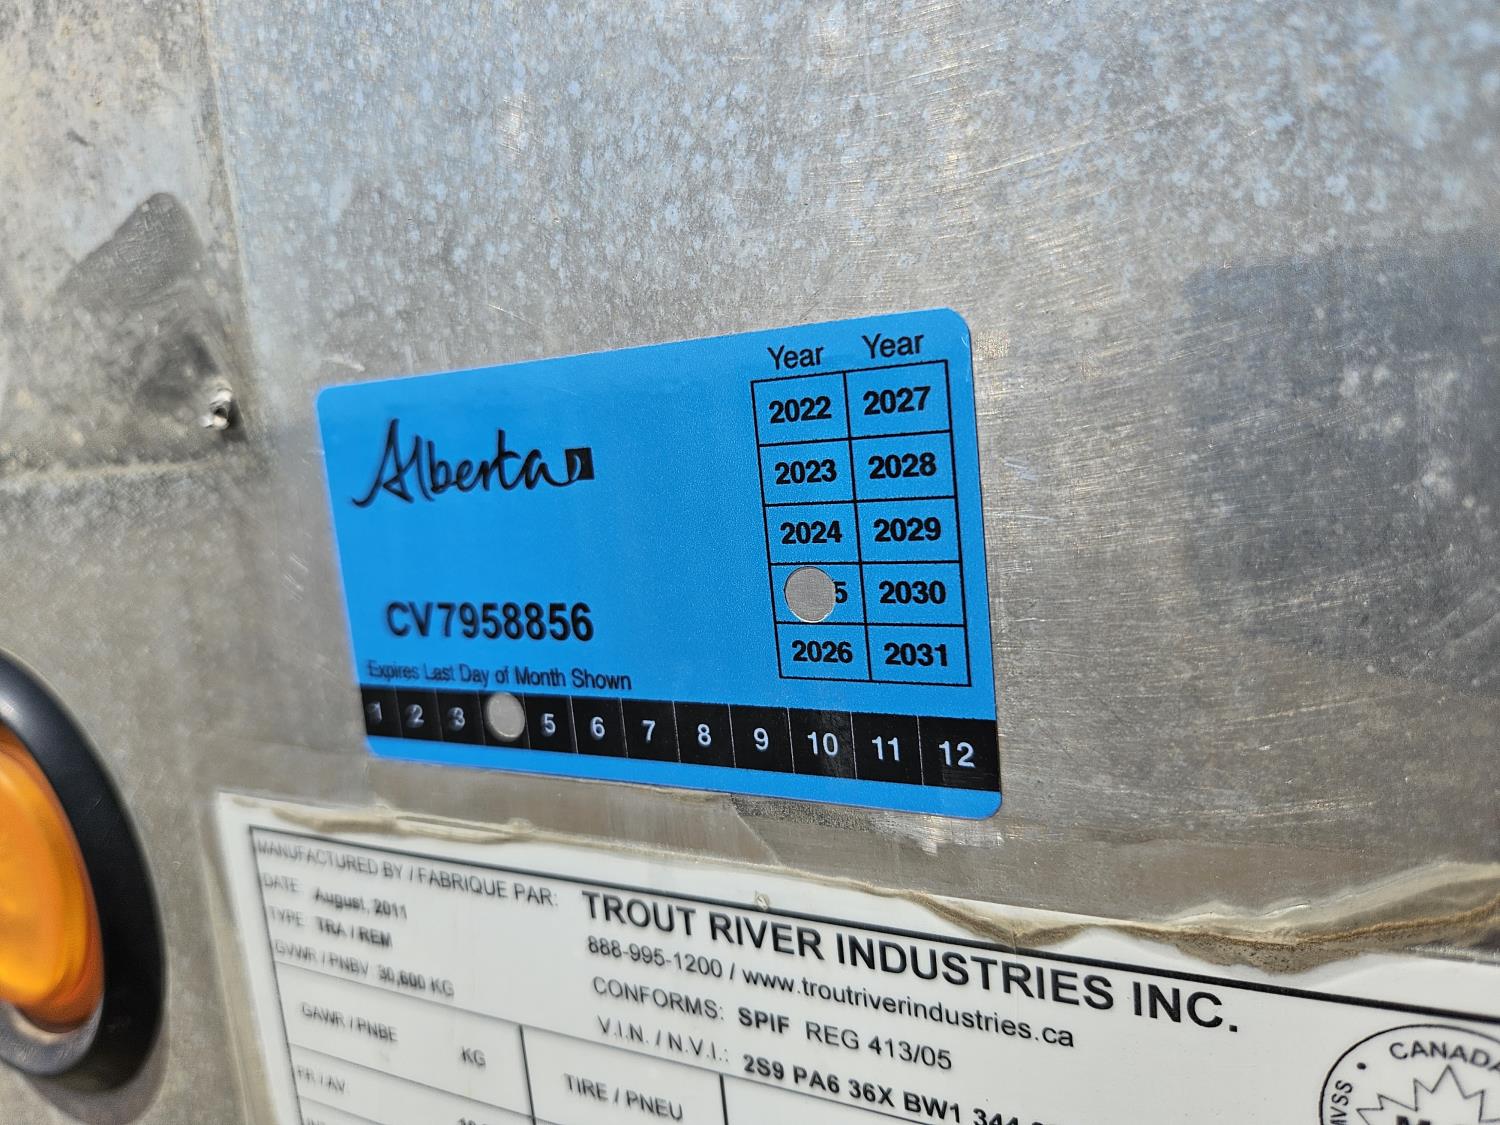 Alberta
Year Year
2022 2027
2023 2028
2024 2029
5 2030
2026 2031
CV7958856
Expires Last Day of Month Shown
1 2 3 5 6 7 8 9 10 11 12
MANUFACTURED BY / FABRIQUE PAR: TROUT RIVER INDUSTRIES INC.
DATE August, 2011 888-995-1200 / www.troutriverindustries.ca
TYPE TRA / REM CONFORMS: SPIF REG 413/05
GVWR / PNBV 30,600 KG V.I.N. / N.V.I.: 2S9 PA6 36X BW1 344
GAWR / PNBE KG
FR / AV. TIRE / PNEU
CANADA
MVSS